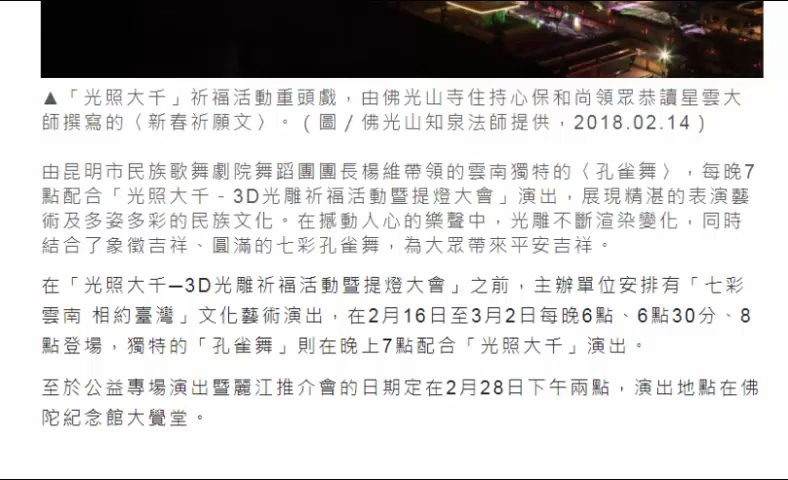 ▲「光照大千」祈福活動重頭戲，由佛光山寺住持心保和尚領眾恭讀星雲大
師撰寫的〈新春祈願文〉。（圖／佛光山知泉法師提供，2018.02.14）
由昆明市民族歌舞劇院舞蹈團團長楊維帶領的雲南獨特的〈孔雀舞〉，每晚7
點配合「光照大千 - 3D光雕祈福活動暨提燈大會」演出，展現精湛的表演藝
術及多姿多彩的民族文化。在撼動人心的樂聲中，光雕不斷渲染變化，同時
結合了象徵吉祥、圓滿的七彩孔雀舞，為大眾帶來平安吉祥。
在「光照大千─3D光雕祈福活動暨提燈大會」之前，主辦單位安排有「七彩
雲南 相約臺灣」文化藝術演出，在2月16日至3月2日每晚6點、6點30分、8
點登場，獨特的「孔雀舞」則在晚上7點配合「光照大千」演出。
至於公益專場演出暨麗江推介會的日期定在2月28日下午兩點，演出地點在佛
陀紀念館大覺堂。